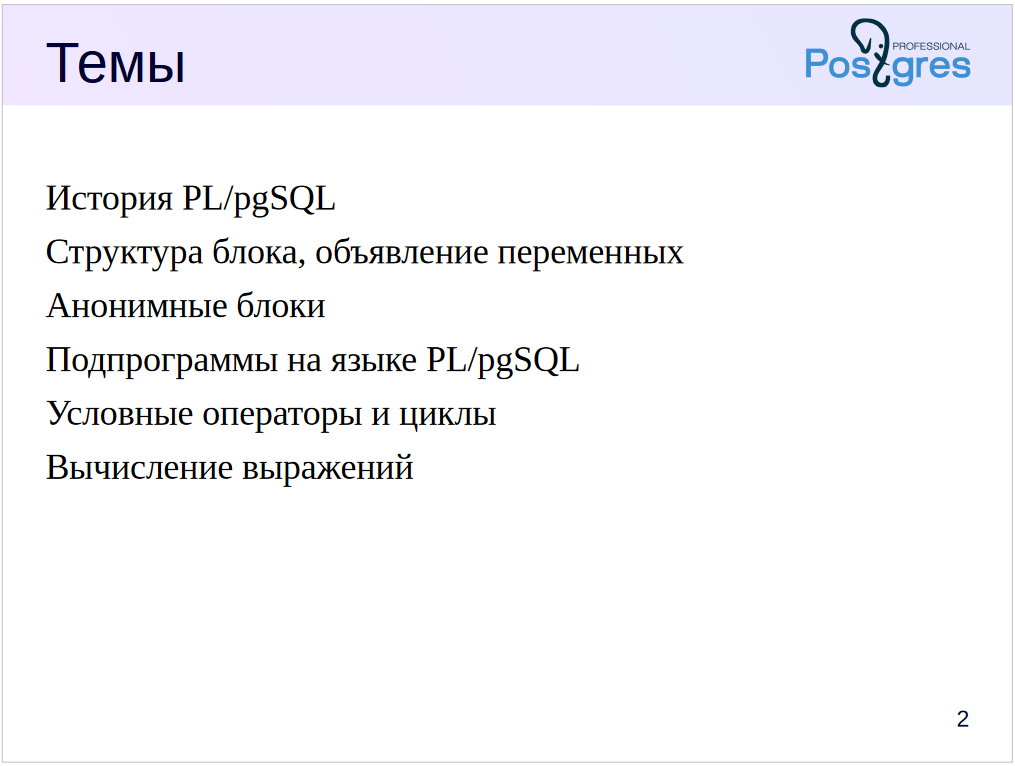 Темы
PROFESSIONAL
Postgres
История PL/pgSQL
Структура блока, объявление переменных
Анонимные блоки
Подпрограммы на языке PL/pgSQL
Условные операторы и циклы
Вычисление выражений
2